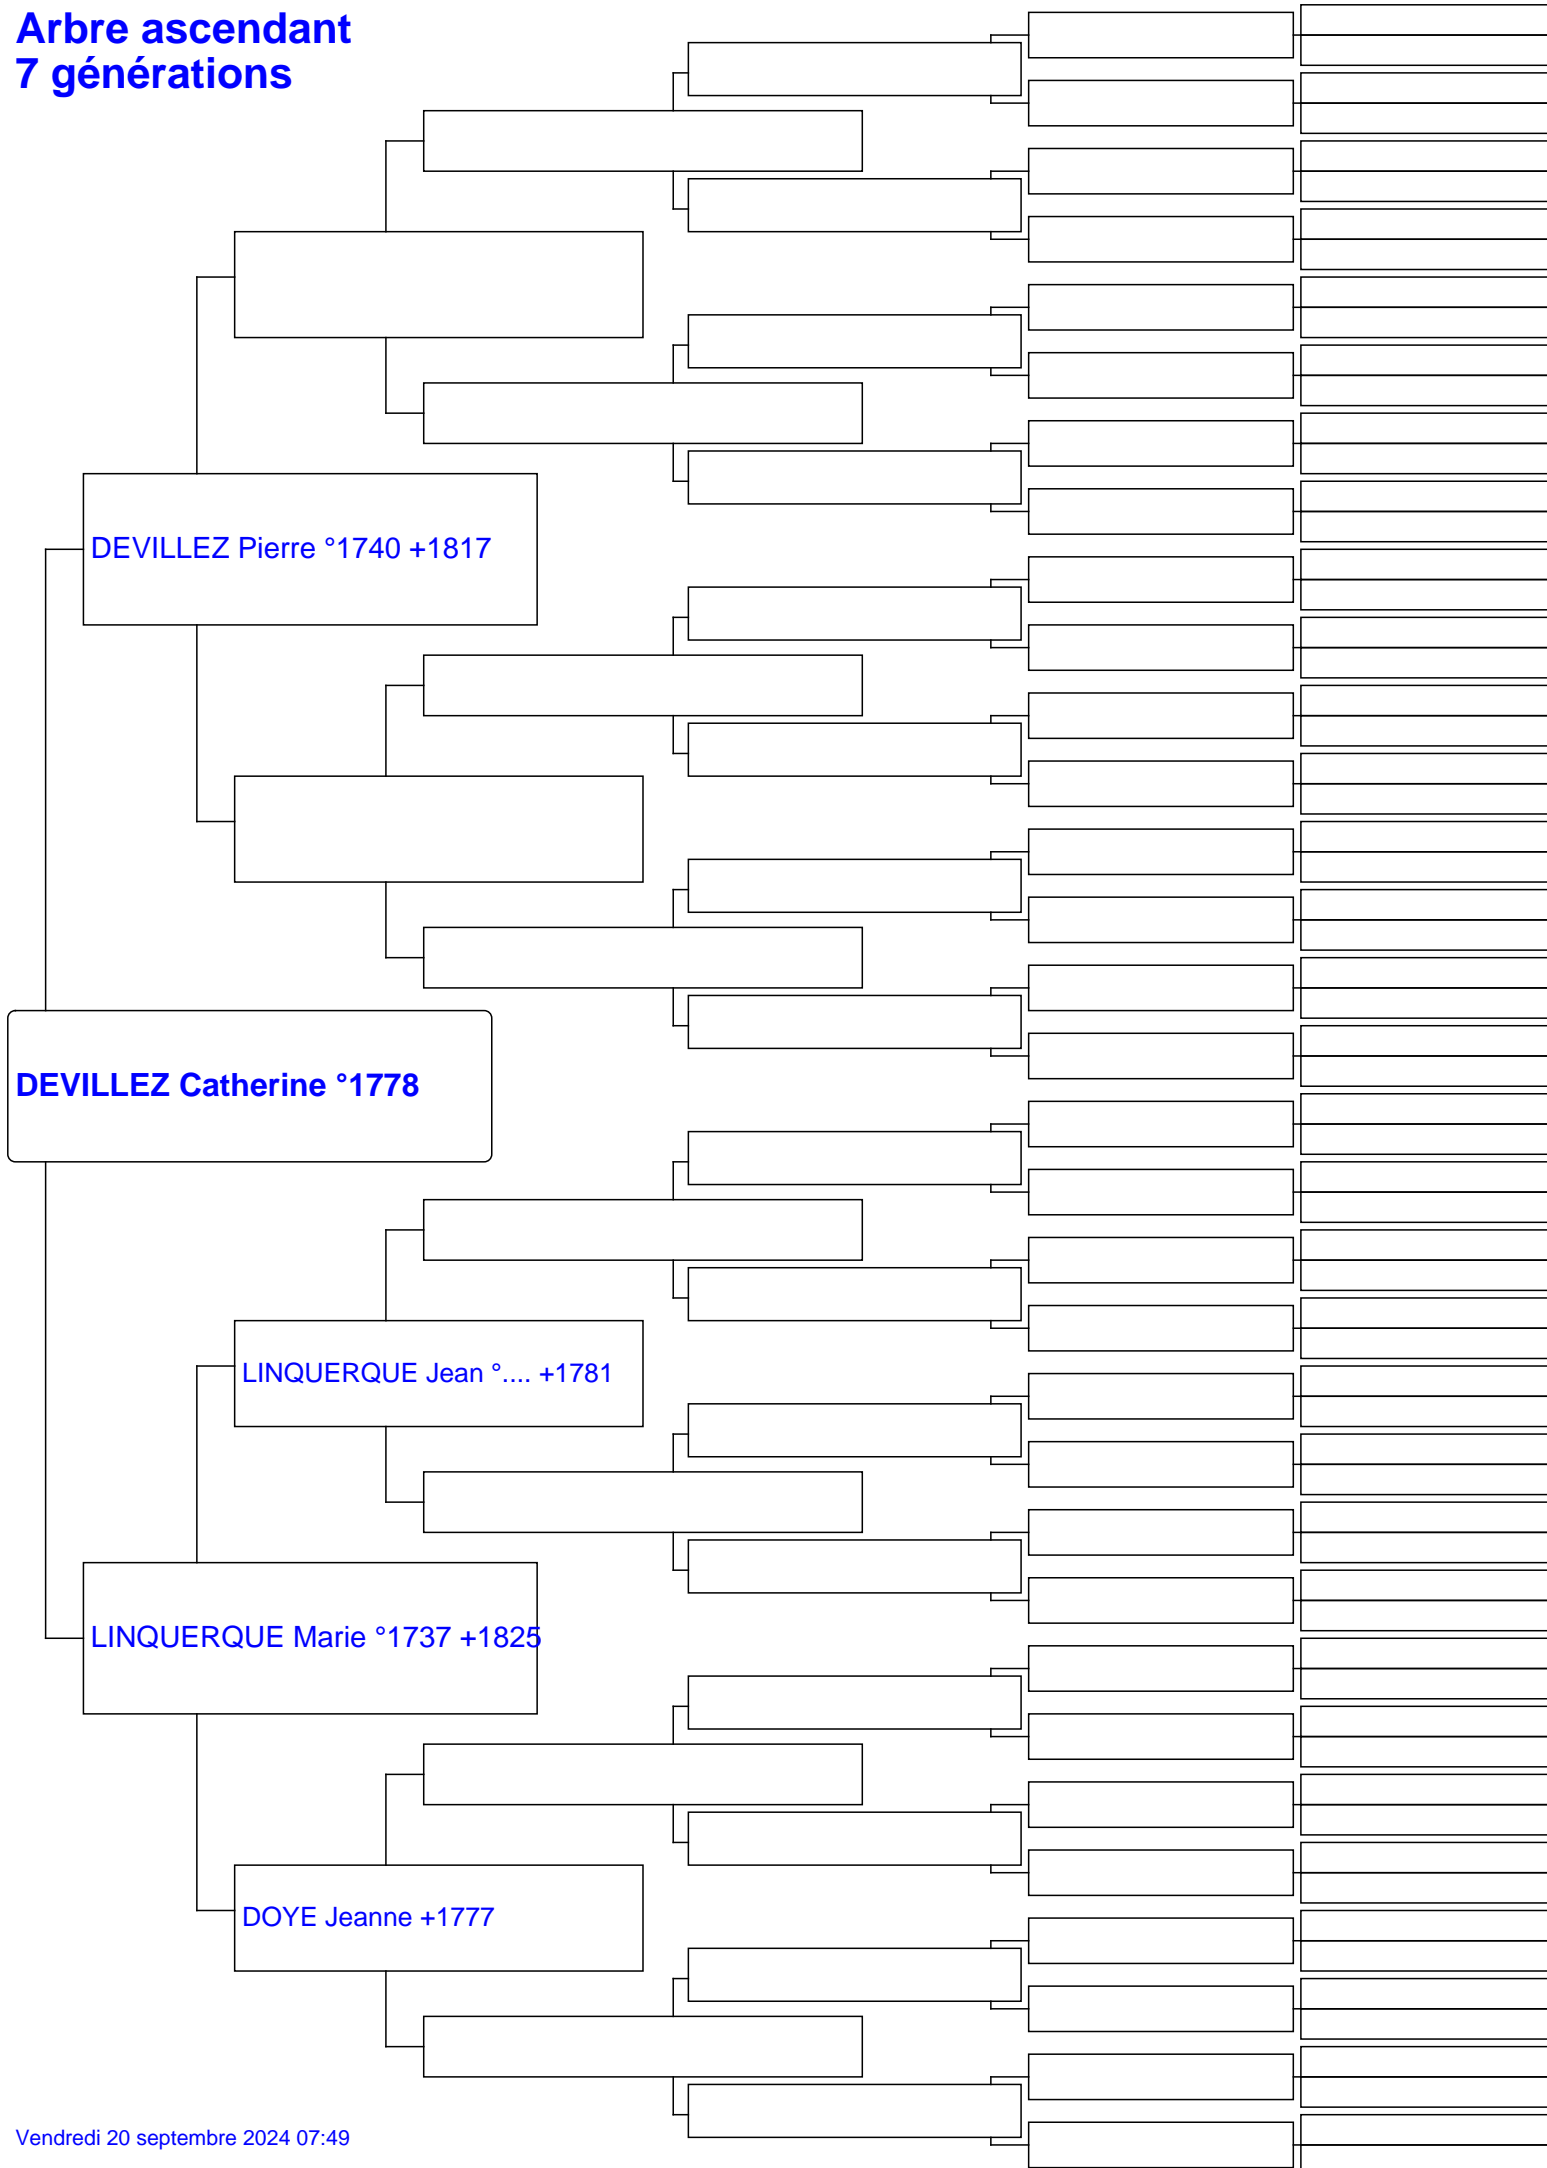 Arbre ascendant
7 générations
DEVILLEZ Pierre °1740 +1817
DEVILLEZ Catherine °1778
LINQUERQUE Jean °.... +1781
LINQUERQUE Marie °1737 +1825
DOYE Jeanne +1777
Vendredi 20 septembre 2024 07:49